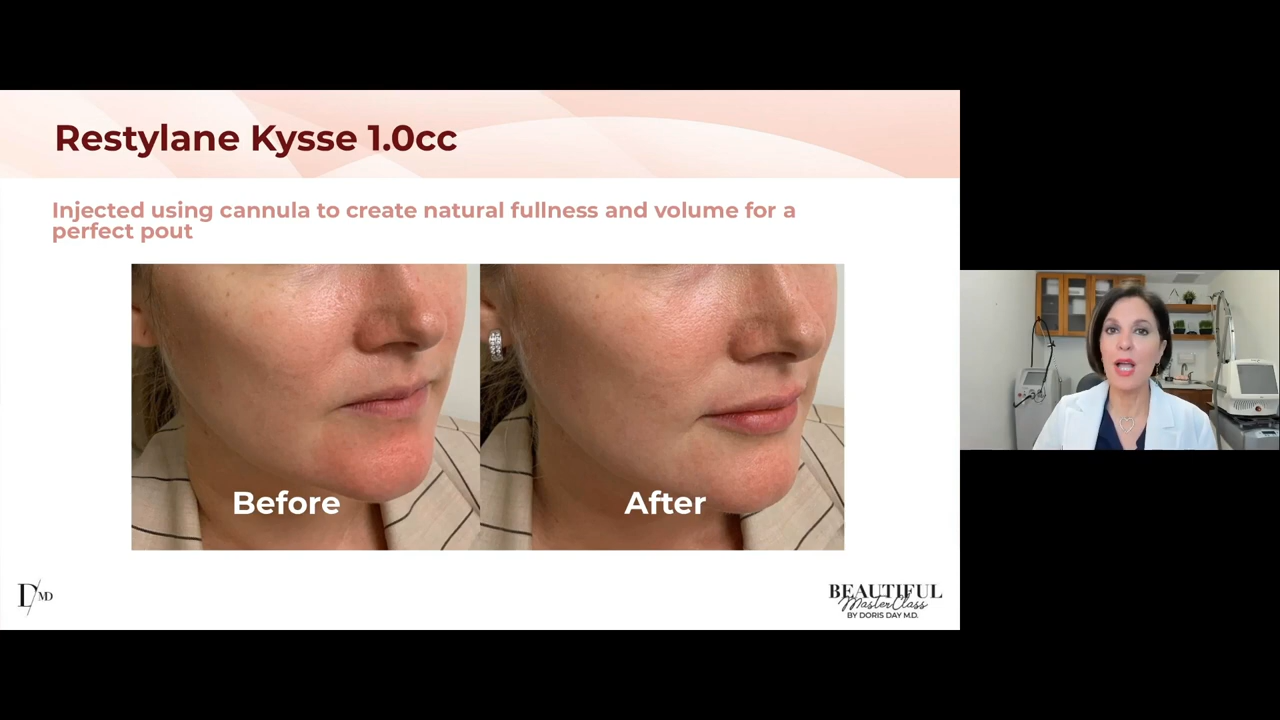 Restylane Kysse 1.0cc
Injected using cannula to create natural fullness and volume for a
perfect pout
Before
After
D/MD
BEAUTIFUL
MasterClass
BY DORIS DAY M.D.